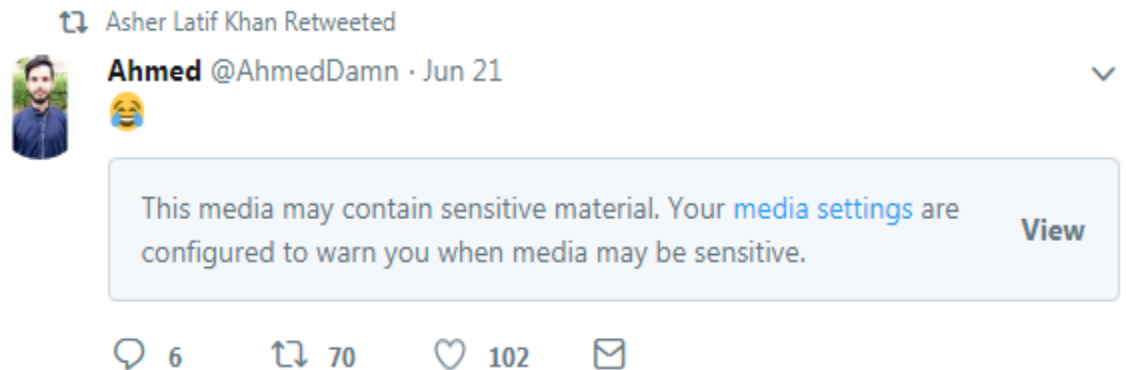 Asher Latif Khan Retweeted
Ahmed @AhmedDamn · Jun 21
😂
This media may contain sensitive material. Your media settings are
configured to warn you when media may be sensitive.
View
6 70 102